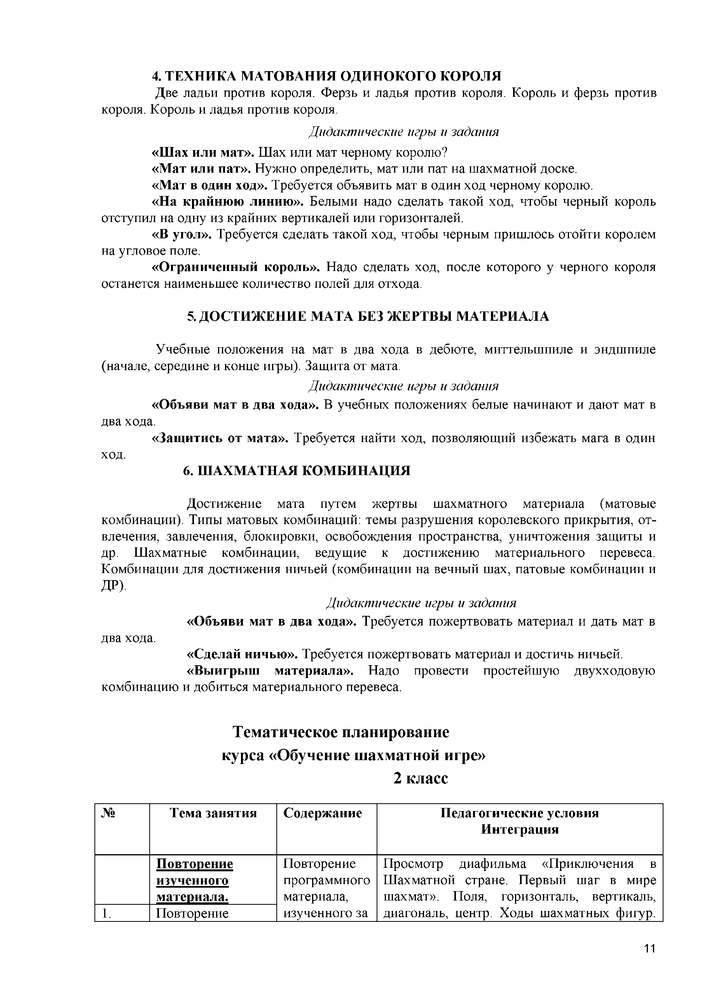 4. ТЕХНИКА МАТОВАНИЯ ОДИНОКОГО КОРОЛЯ
Две ладьи против короля. Ферзь и ладья против короля. Король и ферзь против
короля. Король и ладья против короля.
Дидактические игры и задания
«Шах или мат». Шах или мат черному королю?
«Мат или пат». Нужно определить, мат или пат на шахматной доске.
«Мат в один ход». Требуется объявить мат в один ход черному королю.
«На крайнюю линию». Белыми надо сделать такой ход, чтобы черный король
отступил на одну из крайних вертикалей или горизонталей.
«В угол». Требуется сделать такой ход, чтобы черным пришлось отойти королем
на угловое поле.
«Ограниченный король». Надо сделать ход, после которого у черного короля
останется наименьшее количество полей для отхода.
5. ДОСТИЖЕНИЕ МАТА БЕЗ ЖЕРТВЫ МАТЕРИАЛА
Учебные положения на мат в два хода в дебюте, миттельшпиле и эндшпиле
(начале, середине и конце игры). Защита от мата.
Дидактические игры и задания
«Объяви мат в два хода». В учебных положениях белые начинают и дают мат в
два хода.
«Защитись от мата». Требуется найти ход, позволяющий избежать мага в один
ход.
6. ШАХМАТНАЯ КОМБИНАЦИЯ
Достижение мата путем жертвы шахматного материала (матовые
комбинации). Типы матовых комбинаций: темы разрушения королевского прикрытия, от-
влечения, завлечения, блокировки, освобождения пространства, уничтожения защиты и
др. Шахматные комбинации, ведущие к достижению материального перевеса.
Комбинации для достижения ничьей (комбинации на вечный шах, патовые комбинации и
ДР).
Дидактические игры и задания
«Объяви мат в два хода». Требуется пожертвовать материал и дать мат в
два хода.
«Сделай ничью». Требуется пожертвовать материал и достичь ничьей.
«Выигрыш материала». Надо провести простейшую двухходовую
комбинацию и добиться материального перевеса.
Тематическое планирование
курса «Обучение шахматной игре»
2 класс
№ Тема занятия Содержание Педагогические условия
Интеграция
Повторение Повторение Просмотр диафильма «Приключения в
изученного программного Шахматной стране. Первый шаг в мире
материала. материала, шахмат». Поля, горизонталь, вертикаль,
1. Повторение изученного за диагональ, центр. Ходы шахматных фигур.
11